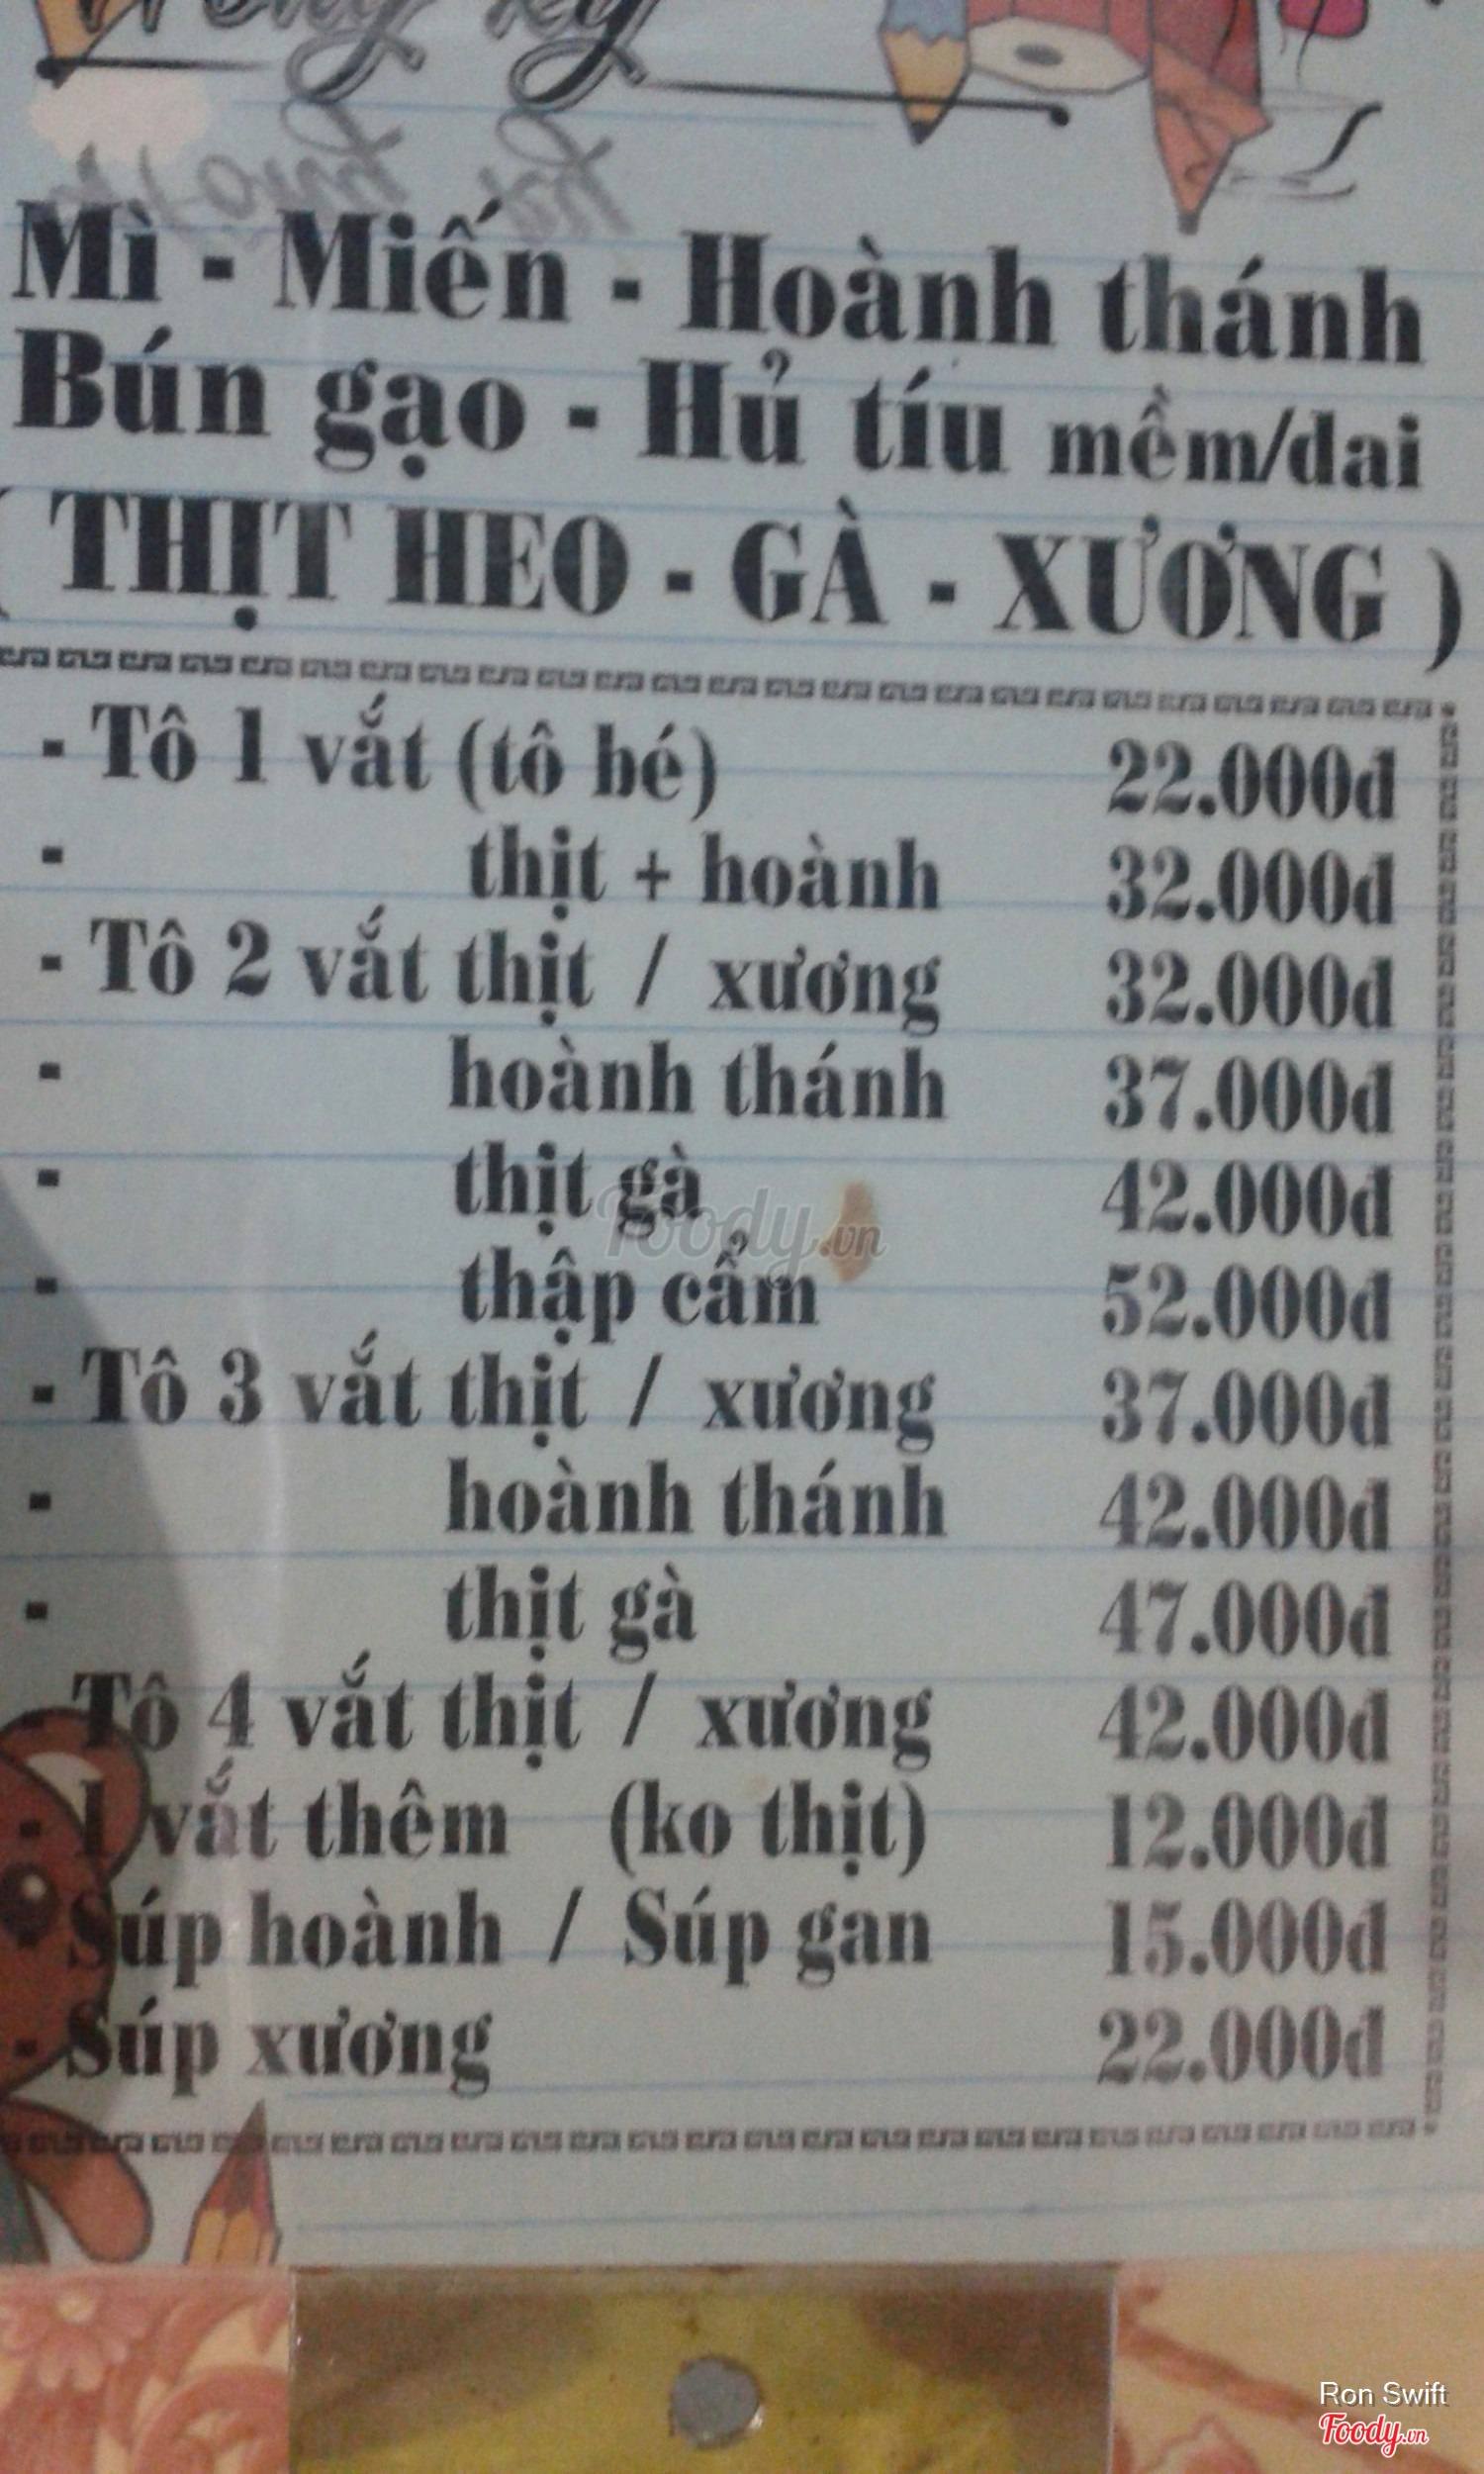 Mì - Miến - Hoành thánh
Bún gạo - Hủ tíu mềm/dai
( THỊT HEO - GÀ - XƯƠNG )
- Tô 1 vắt (tô bé) 22.000đ
- thịt + hoành 32.000đ
- Tô 2 vắt thịt / xương 32.000đ
- hoành thánh 37.000đ
- thịt gà 42.000đ
- thập cẩm 52.000đ
- Tô 3 vắt thịt / xương 37.000đ
- hoành thánh 42.000đ
- thịt gà 47.000đ
- Tô 4 vắt thịt / xương 42.000đ
- 1 vắt thêm (ko thịt) 12.000đ
Súp hoành / Súp gan 15.000đ
- Súp xương 22.000đ
Foody.vn
Ron Swift
Foody.vn